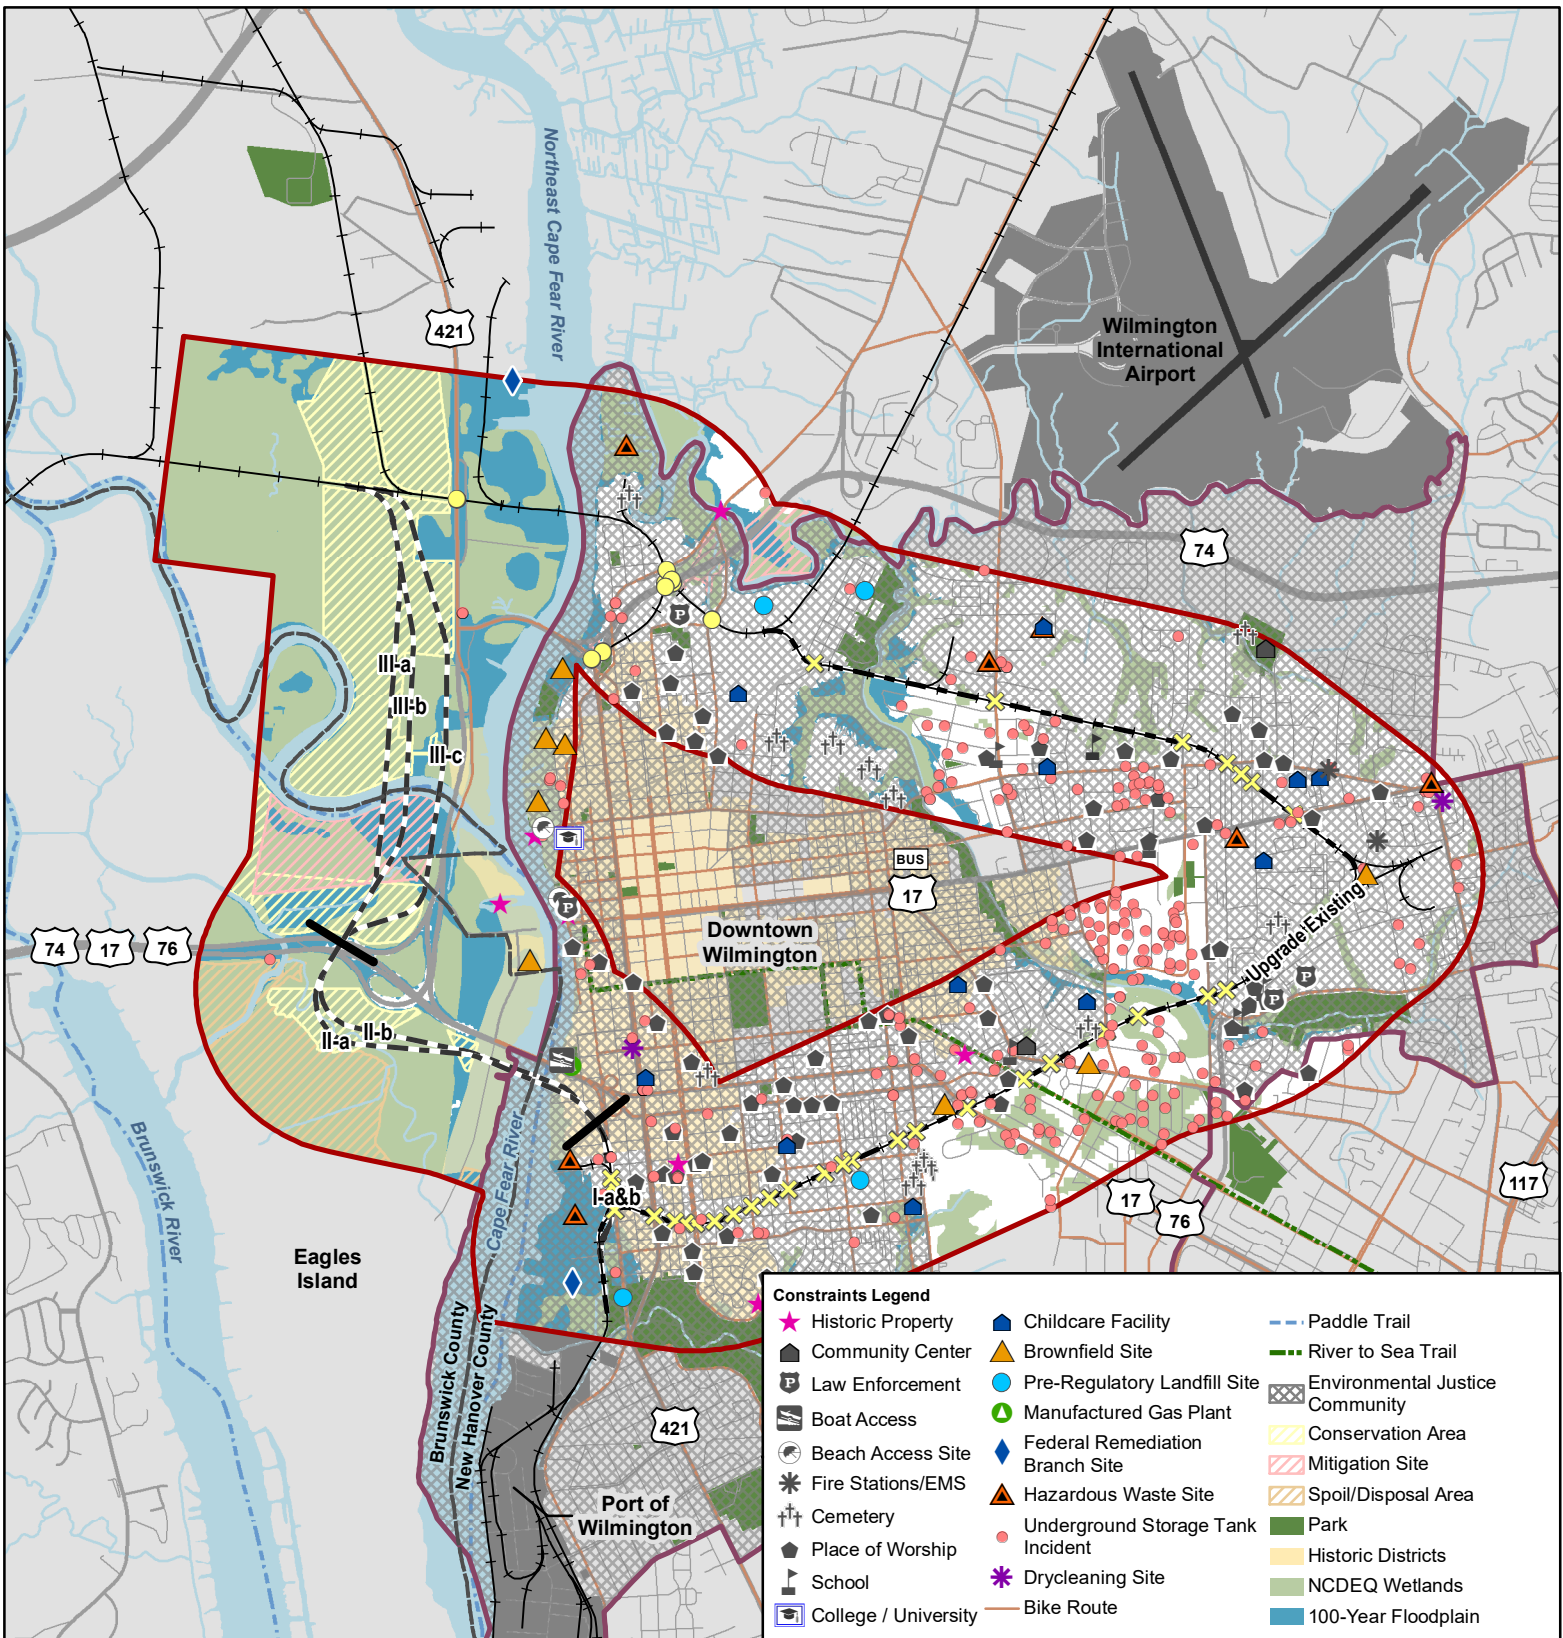 Northeast Cape Fear River
421
Wilmington
International
Airport
74
III-a
III-b
III-c
P
BUS
17
P
Downtown
Wilmington
74
17
76
Upgrade Existing
P
P
II-a
II-b
Brunswick River
Cape Fear River
I-a&b
17
76
117
Eagles
Island
Brunswick County
New Hanover County
421
Port of
Wilmington
Constraints Legend
Historic Property
Community Center
P
Law Enforcement
Boat Access
Beach Access Site
Fire Stations/EMS
Cemetery
Place of Worship
School
College / University
Childcare Facility
Brownfield Site
Pre-Regulatory Landfill Site
Manufactured Gas Plant
Federal Remediation
Branch Site
Hazardous Waste Site
Underground Storage Tank
Incident
Drycleaning Site
Bike Route
Paddle Trail
River to Sea Trail
Environmental Justice
Community
Conservation Area
Mitigation Site
Spoil/Disposal Area
Park
Historic Districts
NCDEQ Wetlands
100-Year Floodplain